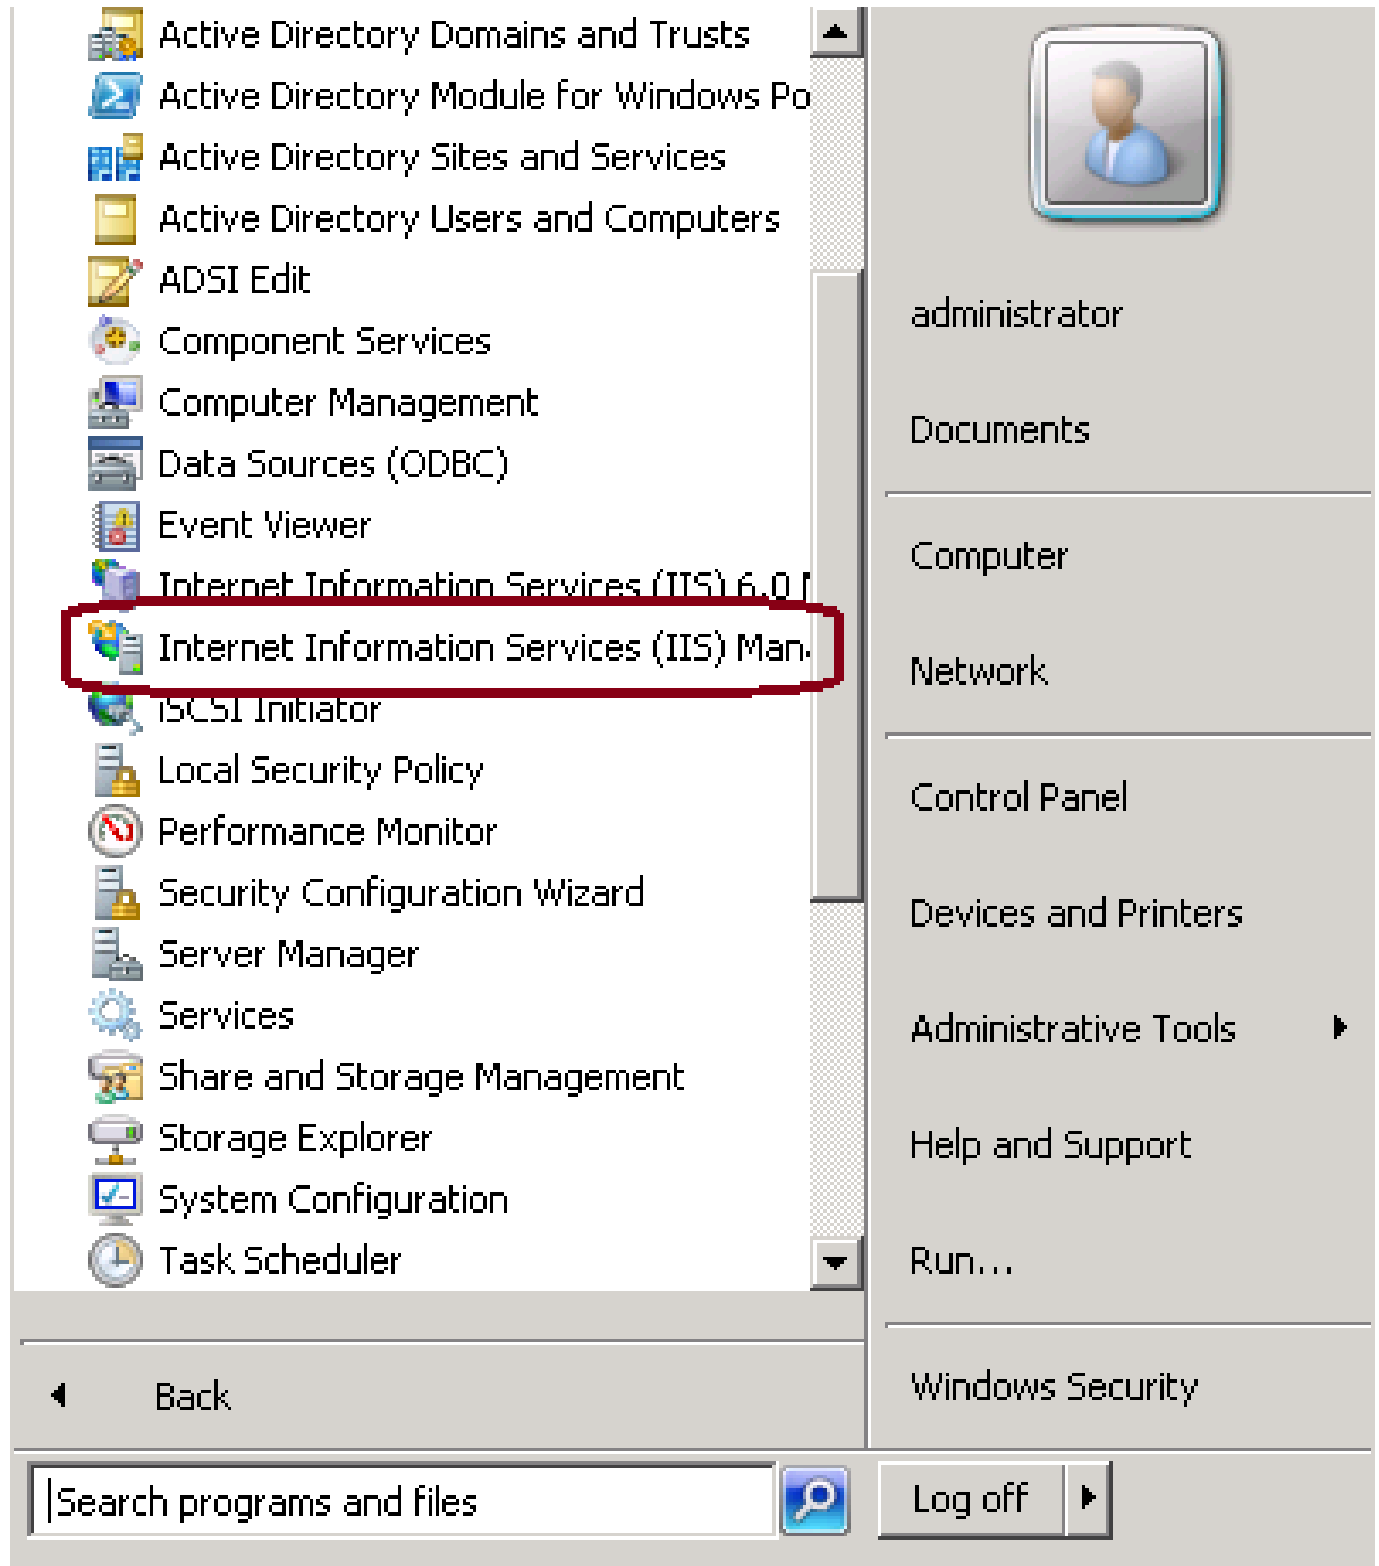 Active Directory Domains and Trusts
Active Directory Module for Windows Po
Active Directory Sites and Services
Active Directory Users and Computers
ADSI Edit
Component Services
Computer Management
Data Sources (ODBC)
Event Viewer
Internet Information Services (IIS) 6.0
Internet Information Services (IIS) Man
iSCSI Initiator
Local Security Policy
Performance Monitor
Security Configuration Wizard
Server Manager
Services
Share and Storage Management
Storage Explorer
System Configuration
Task Scheduler
Back
Search programs and files
administrator
Documents
Computer
Network
Control Panel
Devices and Printers
Administrative Tools
Help and Support
Run...
Windows Security
Log off